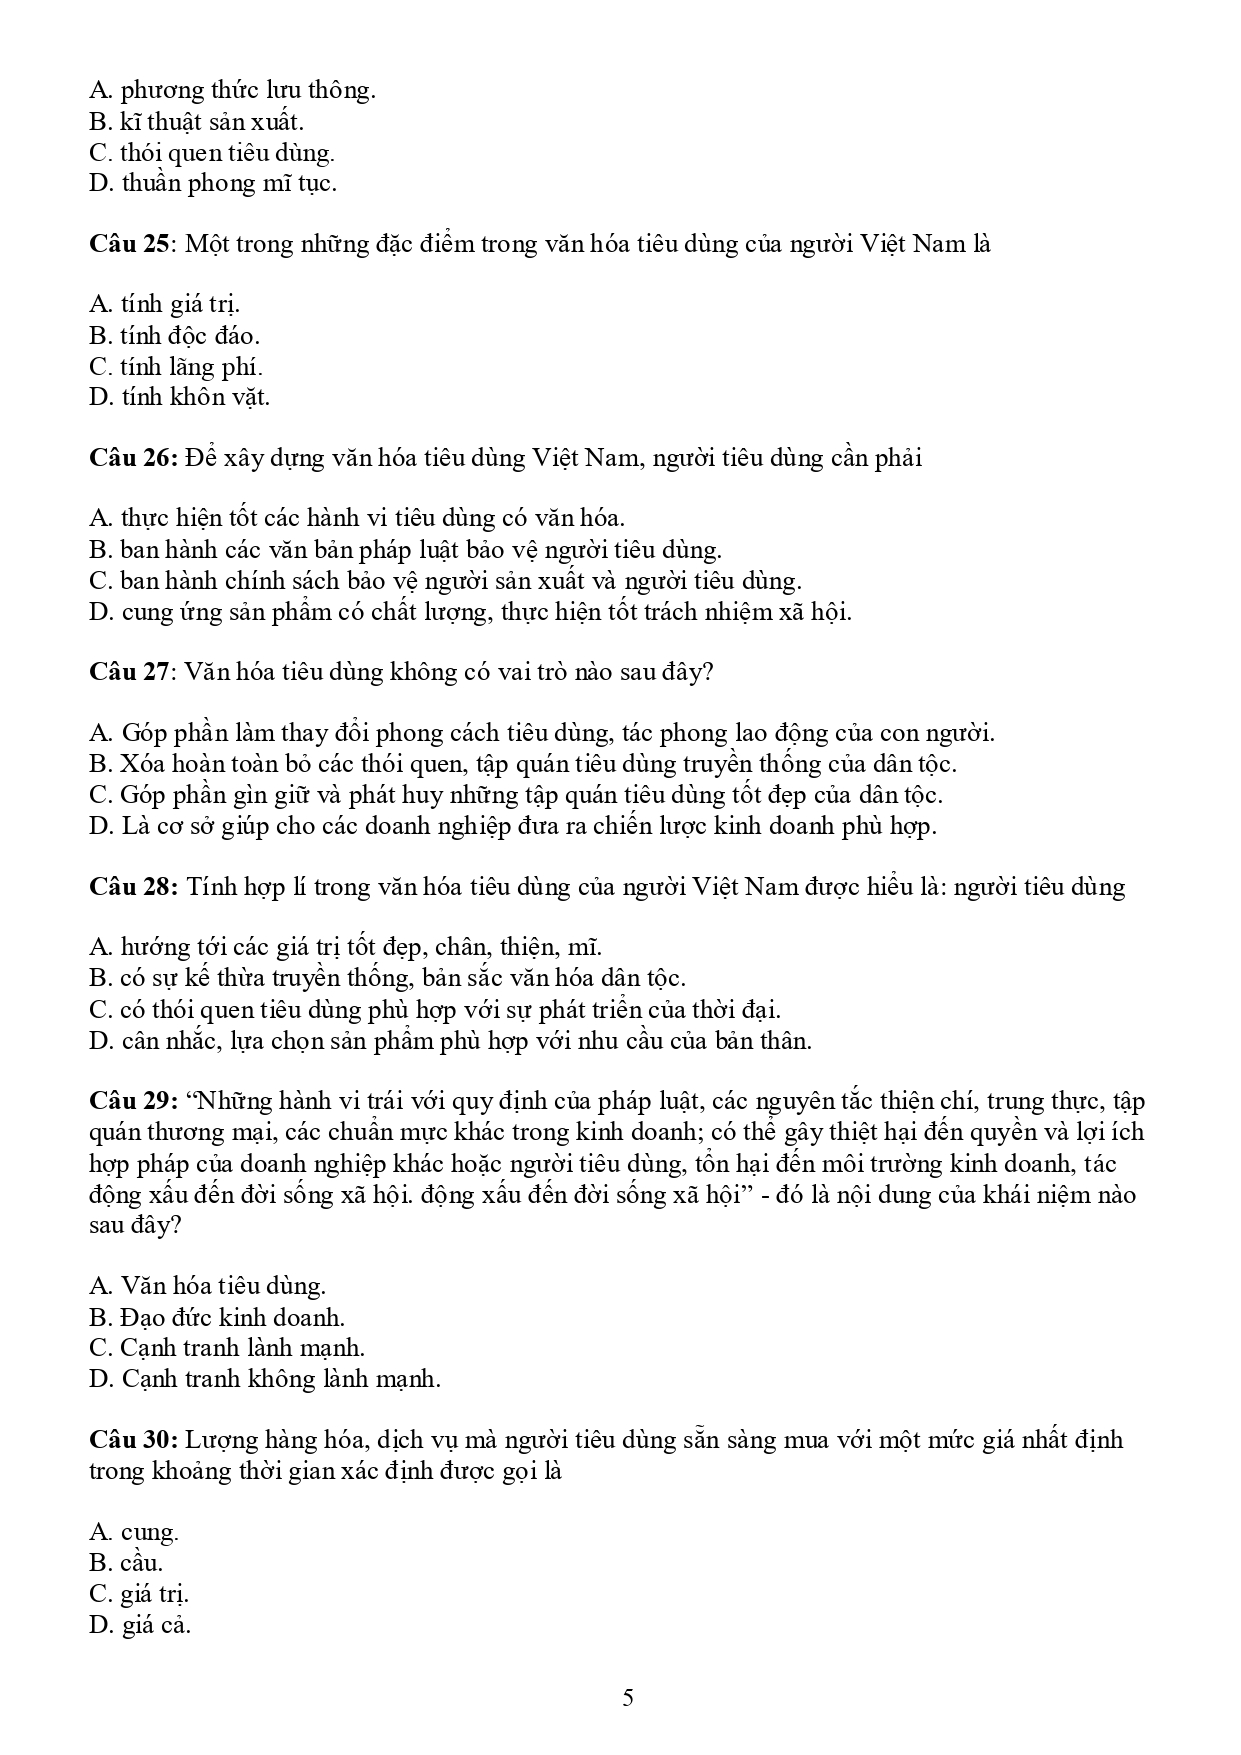 A. phương thức lưu thông.
B. kĩ thuật sản xuất.
C. thói quen tiêu dùng.
D. thuần phong mĩ tục.
Câu 25: Một trong những đặc điểm trong văn hóa tiêu dùng của người Việt Nam là
A. tính giá trị.
B. tính độc đáo.
C. tính lãng phí.
D. tính khôn vặt.
Câu 26: Để xây dựng văn hóa tiêu dùng Việt Nam, người tiêu dùng cần phải
A. thực hiện tốt các hành vi tiêu dùng có văn hóa.
B. ban hành các văn bản pháp luật bảo vệ người tiêu dùng.
C. ban hành chính sách bảo vệ người sản xuất và người tiêu dùng.
D. cung ứng sản phẩm có chất lượng, thực hiện tốt trách nhiệm xã hội.
Câu 27: Văn hóa tiêu dùng không có vai trò nào sau đây?
A. Góp phần làm thay đổi phong cách tiêu dùng, tác phong lao động của con người.
B. Xóa hoàn toàn bỏ các thói quen, tập quán tiêu dùng truyền thống của dân tộc.
C. Góp phần gìn giữ và phát huy những tập quán tiêu dùng tốt đẹp của dân tộc.
D. Là cơ sở giúp cho các doanh nghiệp đưa ra chiến lược kinh doanh phù hợp.
Câu 28: Tính hợp lí trong văn hóa tiêu dùng của người Việt Nam được hiểu là: người tiêu dùng
A. hướng tới các giá trị tốt đẹp, chân, thiện, mĩ.
B. có sự kế thừa truyền thống, bản sắc văn hóa dân tộc.
C. có thói quen tiêu dùng phù hợp với sự phát triển của thời đại.
D. cân nhắc, lựa chọn sản phẩm phù hợp với nhu cầu của bản thân.
Câu 29: “Những hành vi trái với quy định của pháp luật, các nguyên tắc thiện chí, trung thực, tập
quán thương mại, các chuẩn mực khác trong kinh doanh; có thể gây thiệt hại đến quyền và lợi ích
hợp pháp của doanh nghiệp khác hoặc người tiêu dùng, tổn hại đến môi trường kinh doanh, tác
động xấu đến đời sống xã hội. động xấu đến đời sống xã hội” - đó là nội dung của khái niệm nào
sau đây?
A. Văn hóa tiêu dùng.
B. Đạo đức kinh doanh.
C. Cạnh tranh lành mạnh.
D. Cạnh tranh không lành mạnh.
Câu 30: Lượng hàng hóa, dịch vụ mà người tiêu dùng sẵn sàng mua với một mức giá nhất định
trong khoảng thời gian xác định được gọi là
A. cung.
B. cầu.
C. giá trị.
D. giá cả.
5